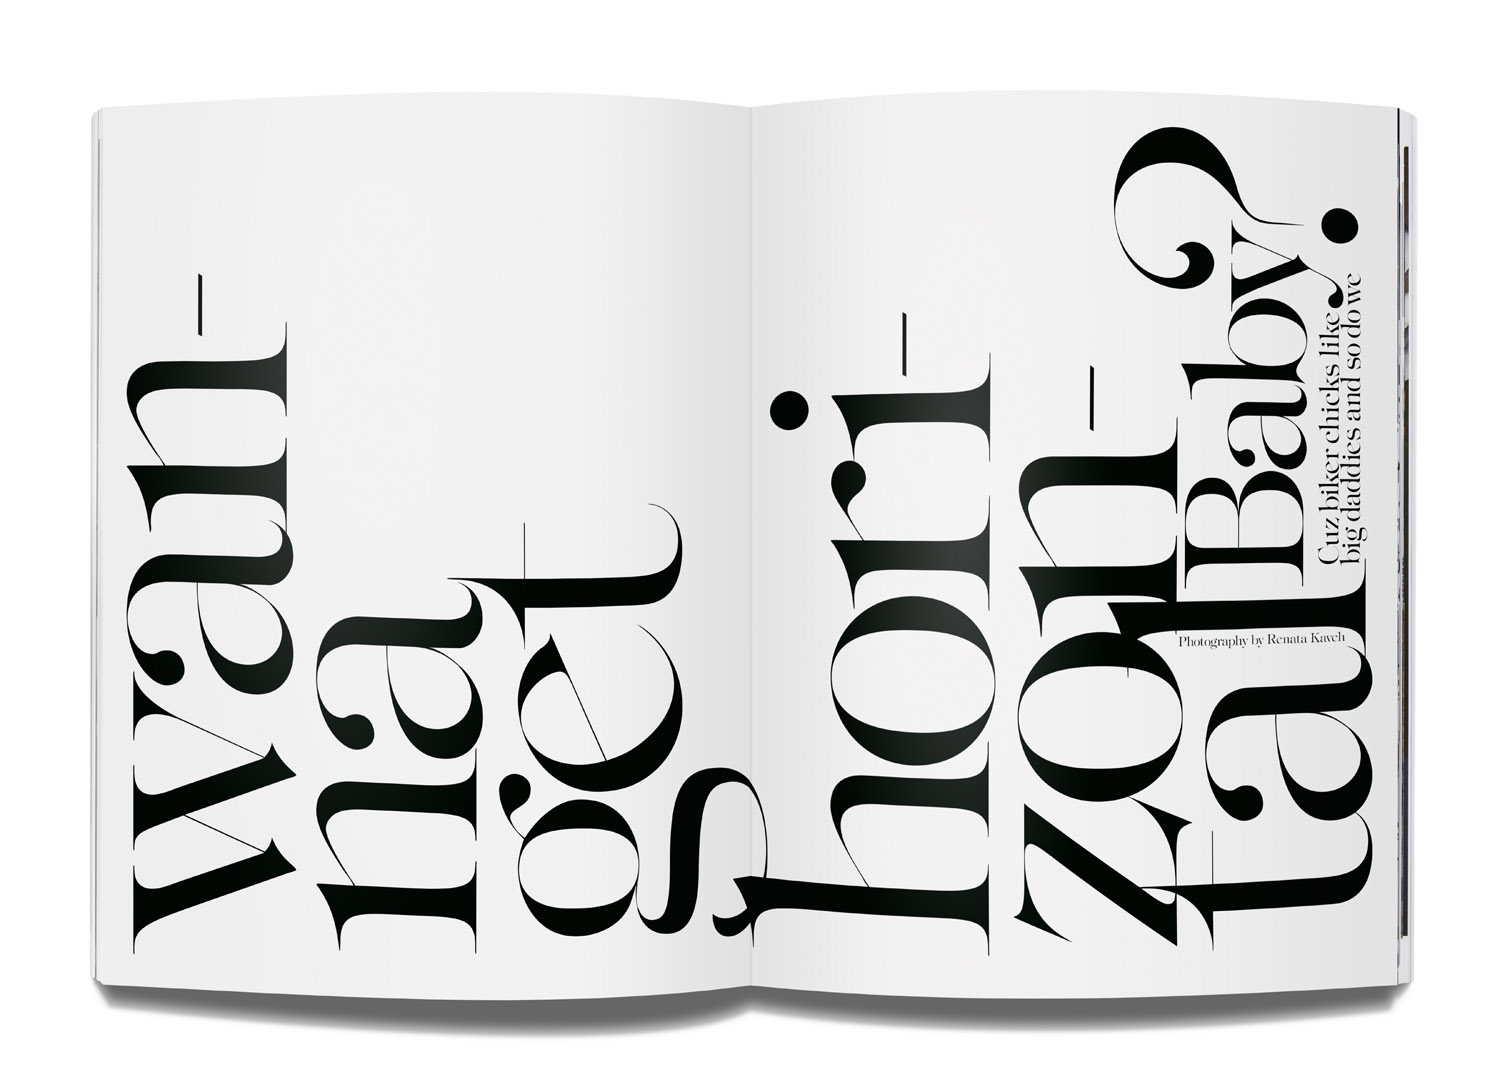 wan-
na
get
hori-
zon-
tal
Baby?
Cuz biker chicks like
big daddies and so do we
Photography by Renata Kaveh